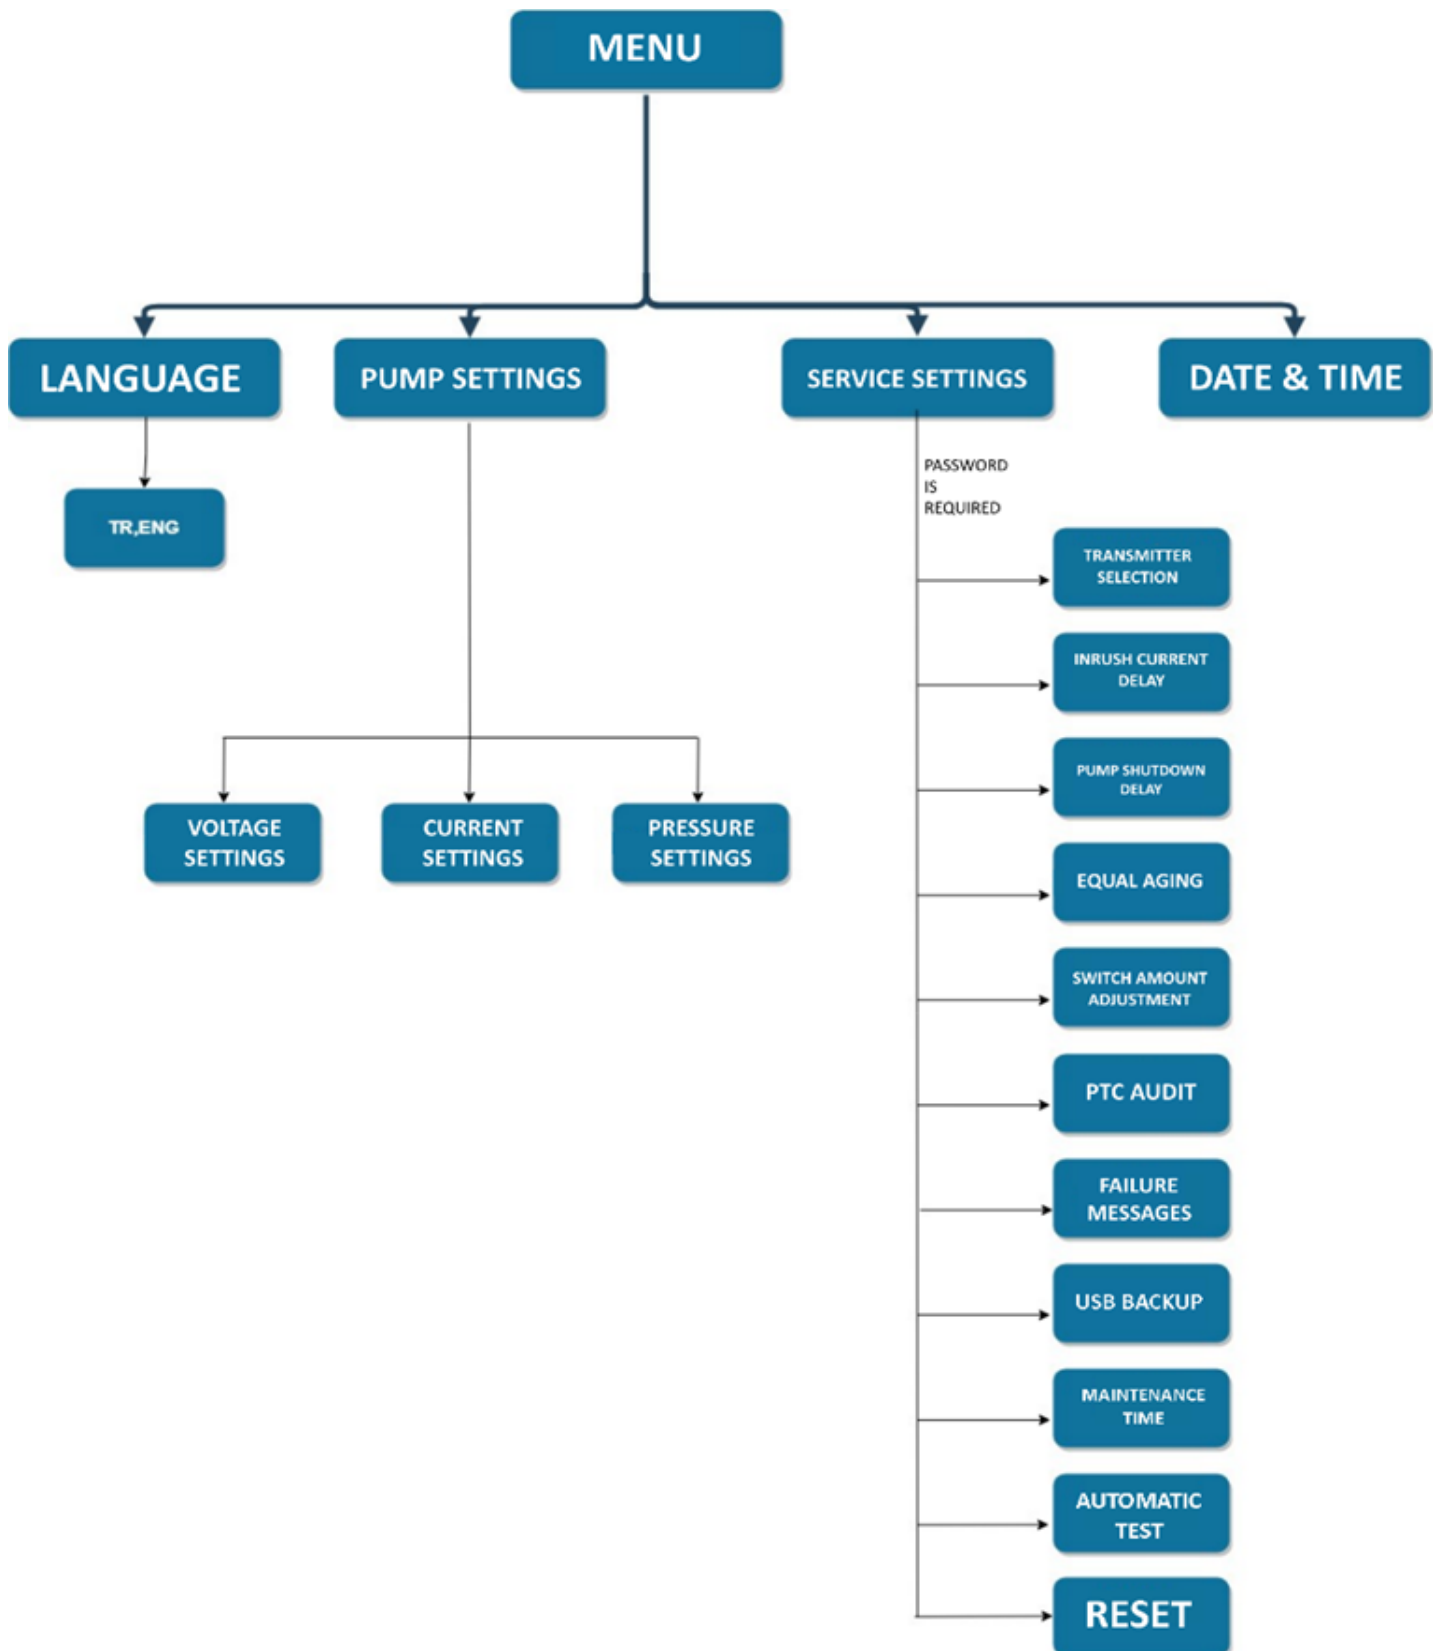 MENU
LANGUAGE
PUMP SETTINGS
SERVICE SETTINGS
DATE & TIME
TR,ENG
PASSWORD
IS
REQUIRED
VOLTAGE
SETTINGS
CURRENT
SETTINGS
PRESSURE
SETTINGS
TRANSMITTER
SELECTION
INRUSH CURRENT
DELAY
PUMP SHUTDOWN
DELAY
EQUAL AGING
SWITCH AMOUNT
ADJUSTMENT
PTC AUDIT
FAILURE
MESSAGES
USB BACKUP
MAINTENANCE
TIME
AUTOMATIC
TEST
RESET